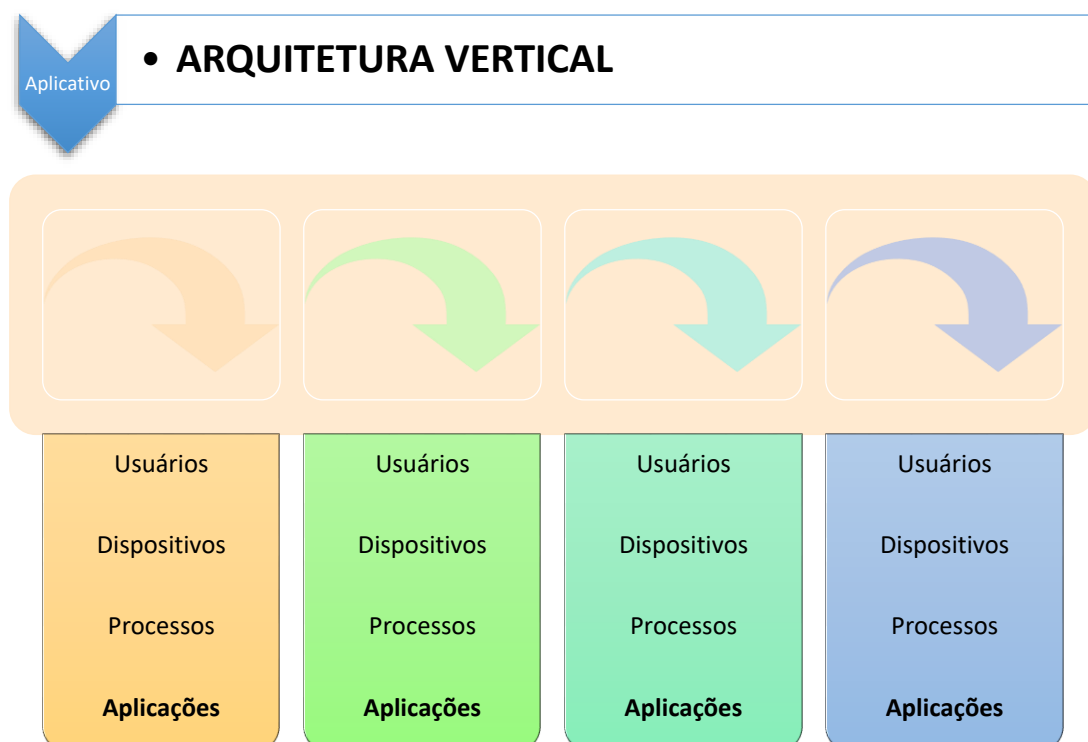 Aplicativo
• ARQUITETURA VERTICAL
Usuários
Dispositivos
Processos
Aplicações
Usuários
Dispositivos
Processos
Aplicações
Usuários
Dispositivos
Processos
Aplicações
Usuários
Dispositivos
Processos
Aplicações